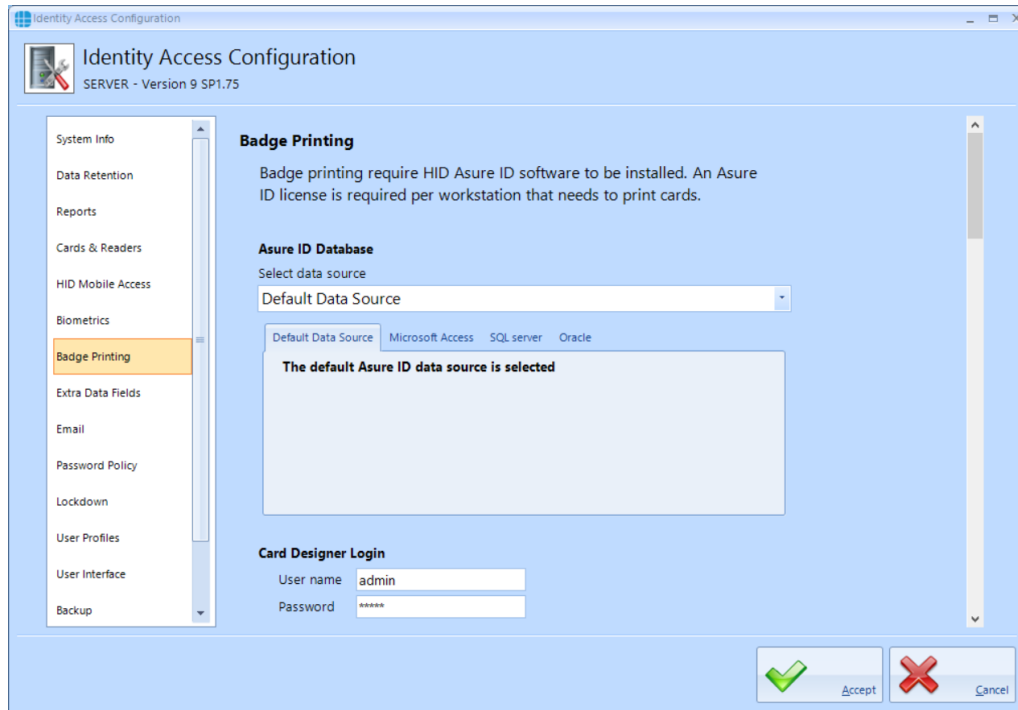 Identity Access Configuration
Identity Access Configuration
SERVER - Version 9 SP1.75
System Info
Data Retention
Reports
Cards & Readers
HID Mobile Access
Biometrics
Badge Printing
Extra Data Fields
Email
Password Policy
Lockdown
User Profiles
User Interface
Backup
Badge Printing
Badge printing require HID Asure ID software to be installed. An Asure
ID license is required per workstation that needs to print cards.
Asure ID Database
Select data source
Default Data Source
Default Data Source Microsoft Access SQL server Oracle
The default Asure ID data source is selected
Card Designer Login
User name admin
Password *****
Accept Cancel